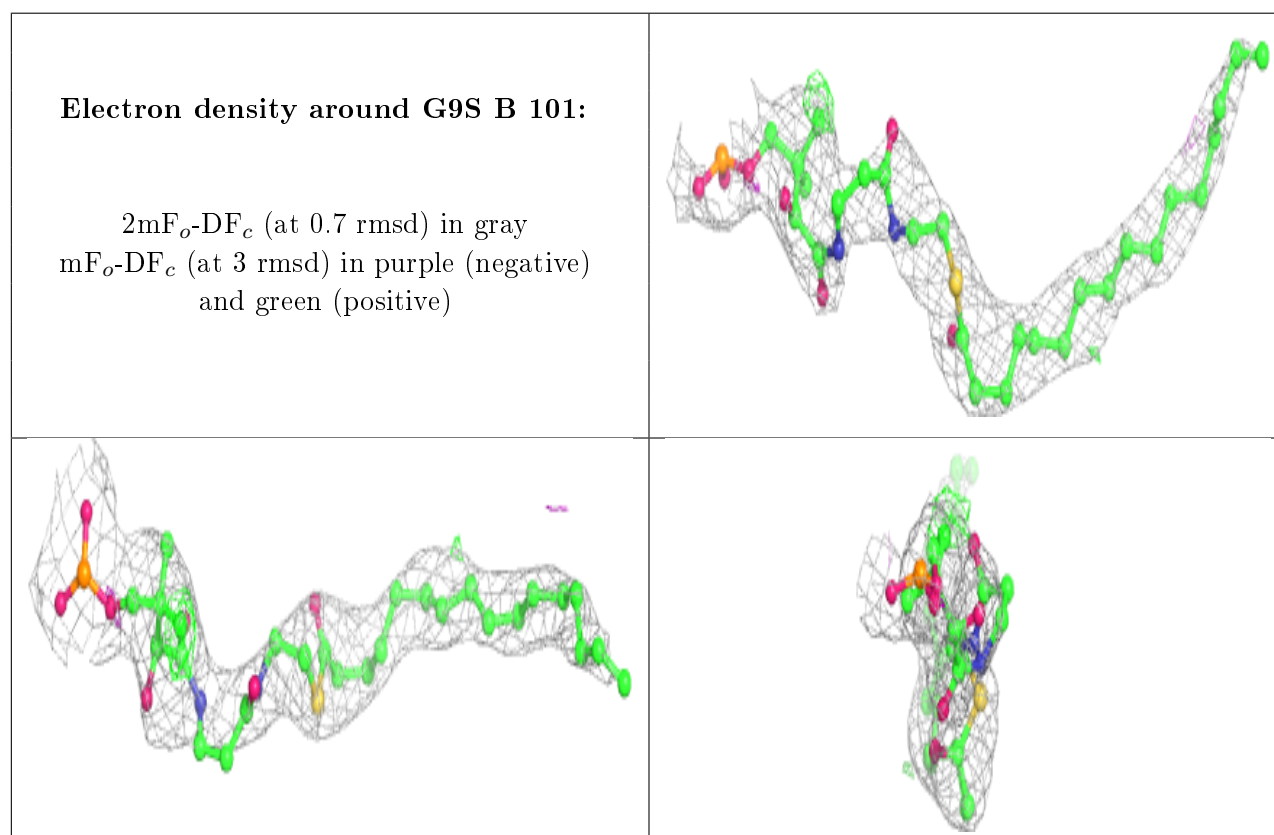 Electron density around G9S B 101:
2mFo-DFc (at 0.7 rmsd) in gray
mFo-DFc (at 3 rmsd) in purple (negative)
and green (positive)